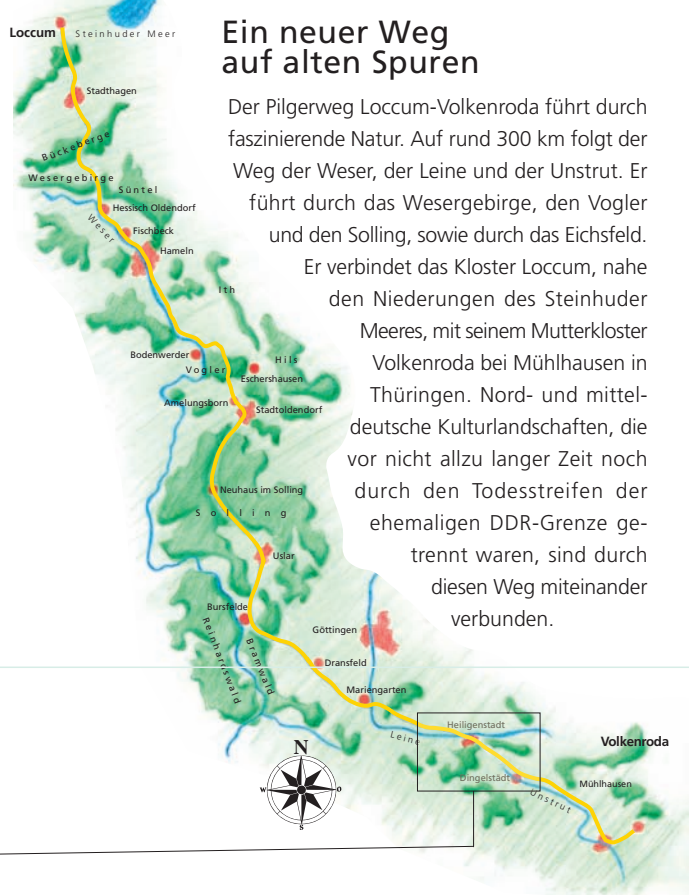 Ein neuer Weg
auf alten Spuren
Der Pilgerweg Loccum-Volkenroda führt durch
faszinierende Natur. Auf rund 300 km folgt der
Weg der Weser, der Leine und der Unstrut. Er
führt durch das Wesergebirge, den Vogler
und den Solling, sowie durch das Eichsfeld.
Er verbindet das Kloster Loccum, nahe
den Niederungen des Steinhuder
Meeres, mit seinem Mutterkloster
Volkenroda bei Mühlhausen in
Thüringen. Nord- und mittel-
deutsche Kulturlandschaften, die
vor nicht allzu langer Zeit noch
durch den Todesstreifen der
ehemaligen DDR-Grenze ge-
trennt waren, sind durch
diesen Weg miteinander
verbunden.
Loccum
Steinhuder Meer
Stadthagen
Bückeberge
Wesergebirge
Süntel
Hessisch Oldendorf
Weser
Fischbeck
Hameln
Ith
Bodenwerder
Hils
Vogler
Eschershausen
Amelungsborn
Stadtoldendorf
Neuhaus im Solling
Solling
Uslar
Bursfelde
Reinhardswald
Bramwald
Göttingen
Dransfeld
Mariengarten
Leine
Heiligenstadt
Volkenroda
Dingelstädt
Mühlhausen
Unstrut
N
w
o
s